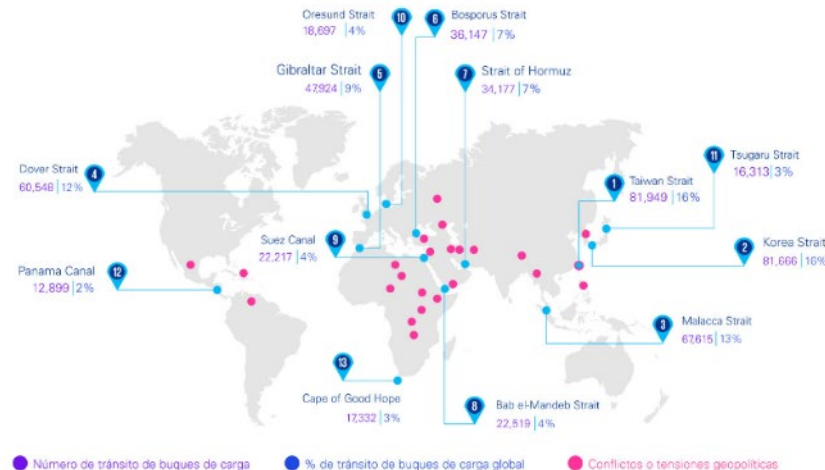 Oresund Strait
10
18,697 | 4%
6
Bosporus Strait
36,147 | 7%
Gibraltar Strait
5
47,924 | 9%
7
Strait of Hormuz
34,177 | 7%
Dover Strait
4
60,548 | 12%
11
Tsugaru Strait
16,313 | 3%
1
Taiwan Strait
81,949 | 16%
Suez Canal
9
22,217 | 4%
2
Korea Strait
81,666 | 16%
Panama Canal
12
12,899 | 2%
3
Malacca Strait
67,615 | 13%
13
Cape of Good Hope
17,332 | 3%
8
Bab el-Mandeb Strait
22,519 | 4%
Número de tránsito de buques de carga
% de tránsito de buques de carga global
Conflictos o tensiones geopolíticas